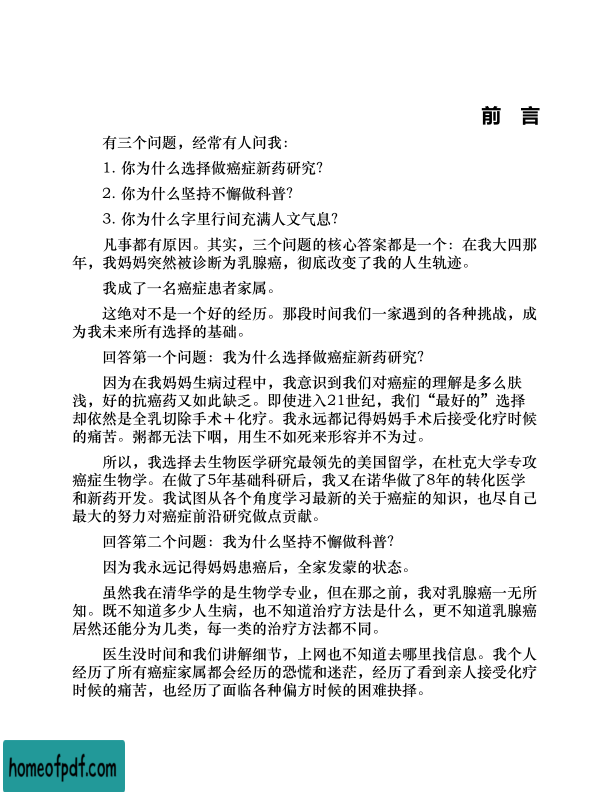 前 言
有三个问题，经常有人问我：
1. 你为什么选择做癌症新药研究？
2. 你为什么坚持不懈做科普？
3. 你为什么字里行间充满人文气息？
凡事都有原因。其实，三个问题的核心答案都是一个：在我大四那
年，我妈妈突然被诊断为乳腺癌，彻底改变了我的人生轨迹。
我成了一名癌症患者家属。
这绝对不是一个好的经历。那段时间我们一家遇到的各种挑战，成
为我未来所有选择的基础。
回答第一个问题：我为什么选择做癌症新药研究？
因为在我妈妈生病过程中，我意识到我们对癌症的理解是多么肤
浅，好的抗癌药又如此缺乏。即使进入21世纪，我们“最好的”选择
却依然是全乳切除手术＋化疗。我永远都记得妈妈手术后接受化疗时候
的痛苦。粥都无法下咽，用生不如死来形容并不为过。
所以，我选择去生物医学研究最领先的美国留学，在杜克大学专攻
癌症生物学。在做了5年基础科研后，我又在诺华做了8年的转化医学
和新药开发。我试图从各个角度学习最新的关于癌症的知识，也尽自己
最大的努力对癌症前沿研究做点贡献。
回答第二个问题：我为什么坚持不懈做科普？
因为我永远记得妈妈患癌后，全家发蒙的状态。
虽然我在清华学的是生物学专业，但在那之前，我对乳腺癌一无所
知。既不知道多少人生病，也不知道治疗方法是什么，更不知道乳腺癌
居然还能分为几类，每一类的治疗方法都不同。
医生没时间和我们讲解细节，上网也不知道去哪里找信息。我个人
经历了所有癌症家属都会经历的恐慌和迷茫，经历了看到亲人接受化疗
时候的痛苦，也经历了面临各种偏方时候的困难抉择。
homeofpdf.com